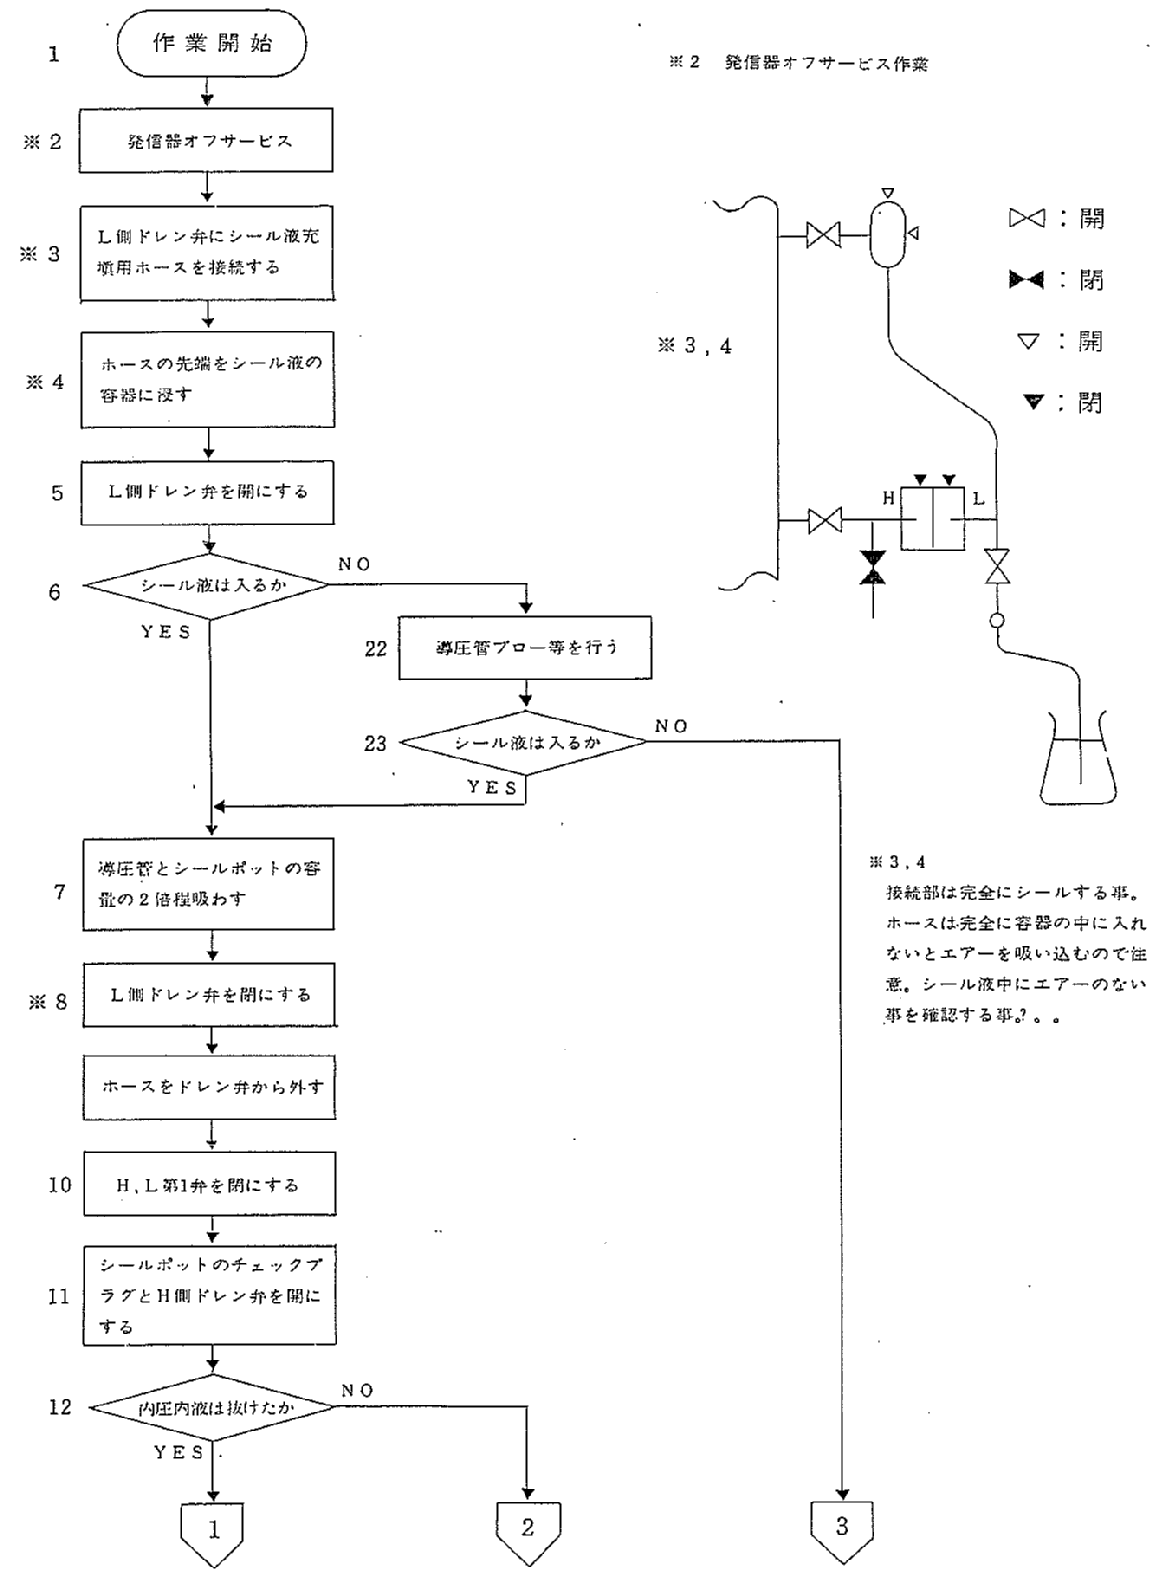 1
作業開始
※2
発信器オフサービス
※3
L側ドレン弁にシール液充
填用ホースを接続する
※4
ホースの先端をシール液の
容器に浸す
5
L側ドレン弁を開にする
6
シール液は入るか
NO
YES
22
導圧管ブロー等を行う
23
シール液は入るか
NO
YES
7
導圧管とシールポットの容
量の2倍程吸わす
※8
L側ドレン弁を閉にする
ホースをドレン弁から外す
10
H,L第1弁を閉にする
11
シールポットのチェックプ
ラグとH側ドレン弁を開に
する
12
内圧内液は抜けたか
NO
YES
1
2
3
※2 発信器オフサービス作業
:開
:閉
:開
:閉
※3,4
H
L
※3,4
接続部は完全にシールする事。
ホースは完全に容器の中に入れ
ないとエアーを吸い込むので注
意。シール液中にエアーのない
事を確認する事。?。。